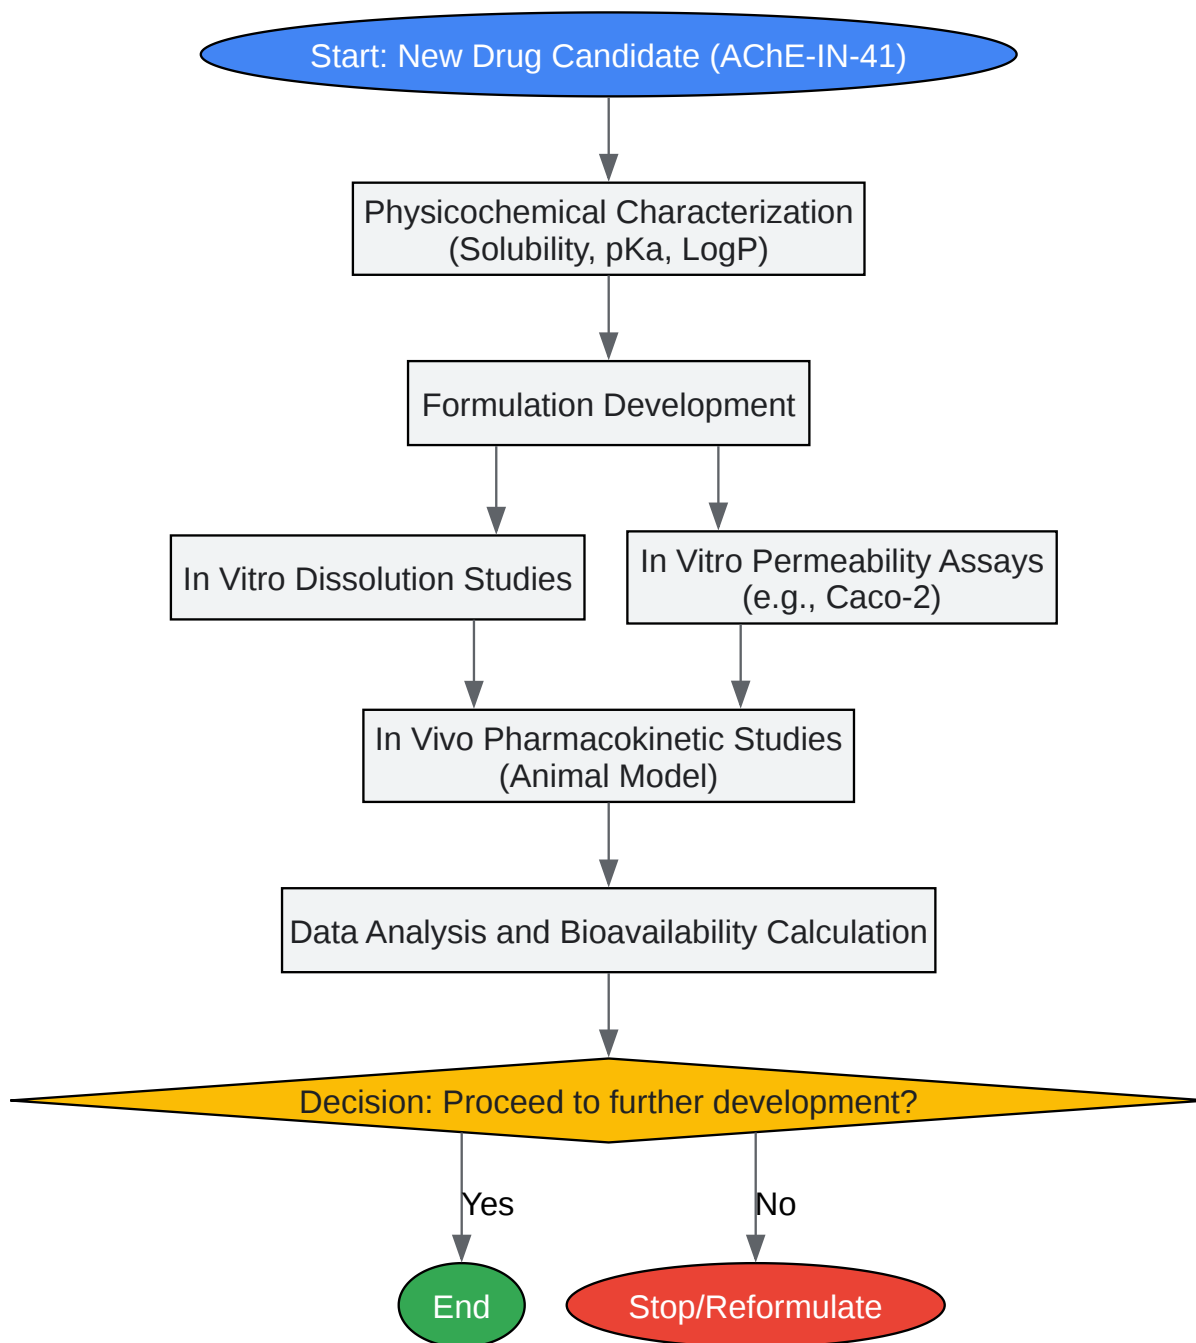 Start: New Drug Candidate (AChE-IN-41)
Physicochemical Characterization
(Solubility, pKa, LogP)
Formulation Development
In Vitro Dissolution Studies
In Vitro Permeability Assays
(e.g., Caco-2)
In Vivo Pharmacokinetic Studies
(Animal Model)
Data Analysis and Bioavailability Calculation
Decision: Proceed to further development?
Yes
No
End
Stop/Reformulate